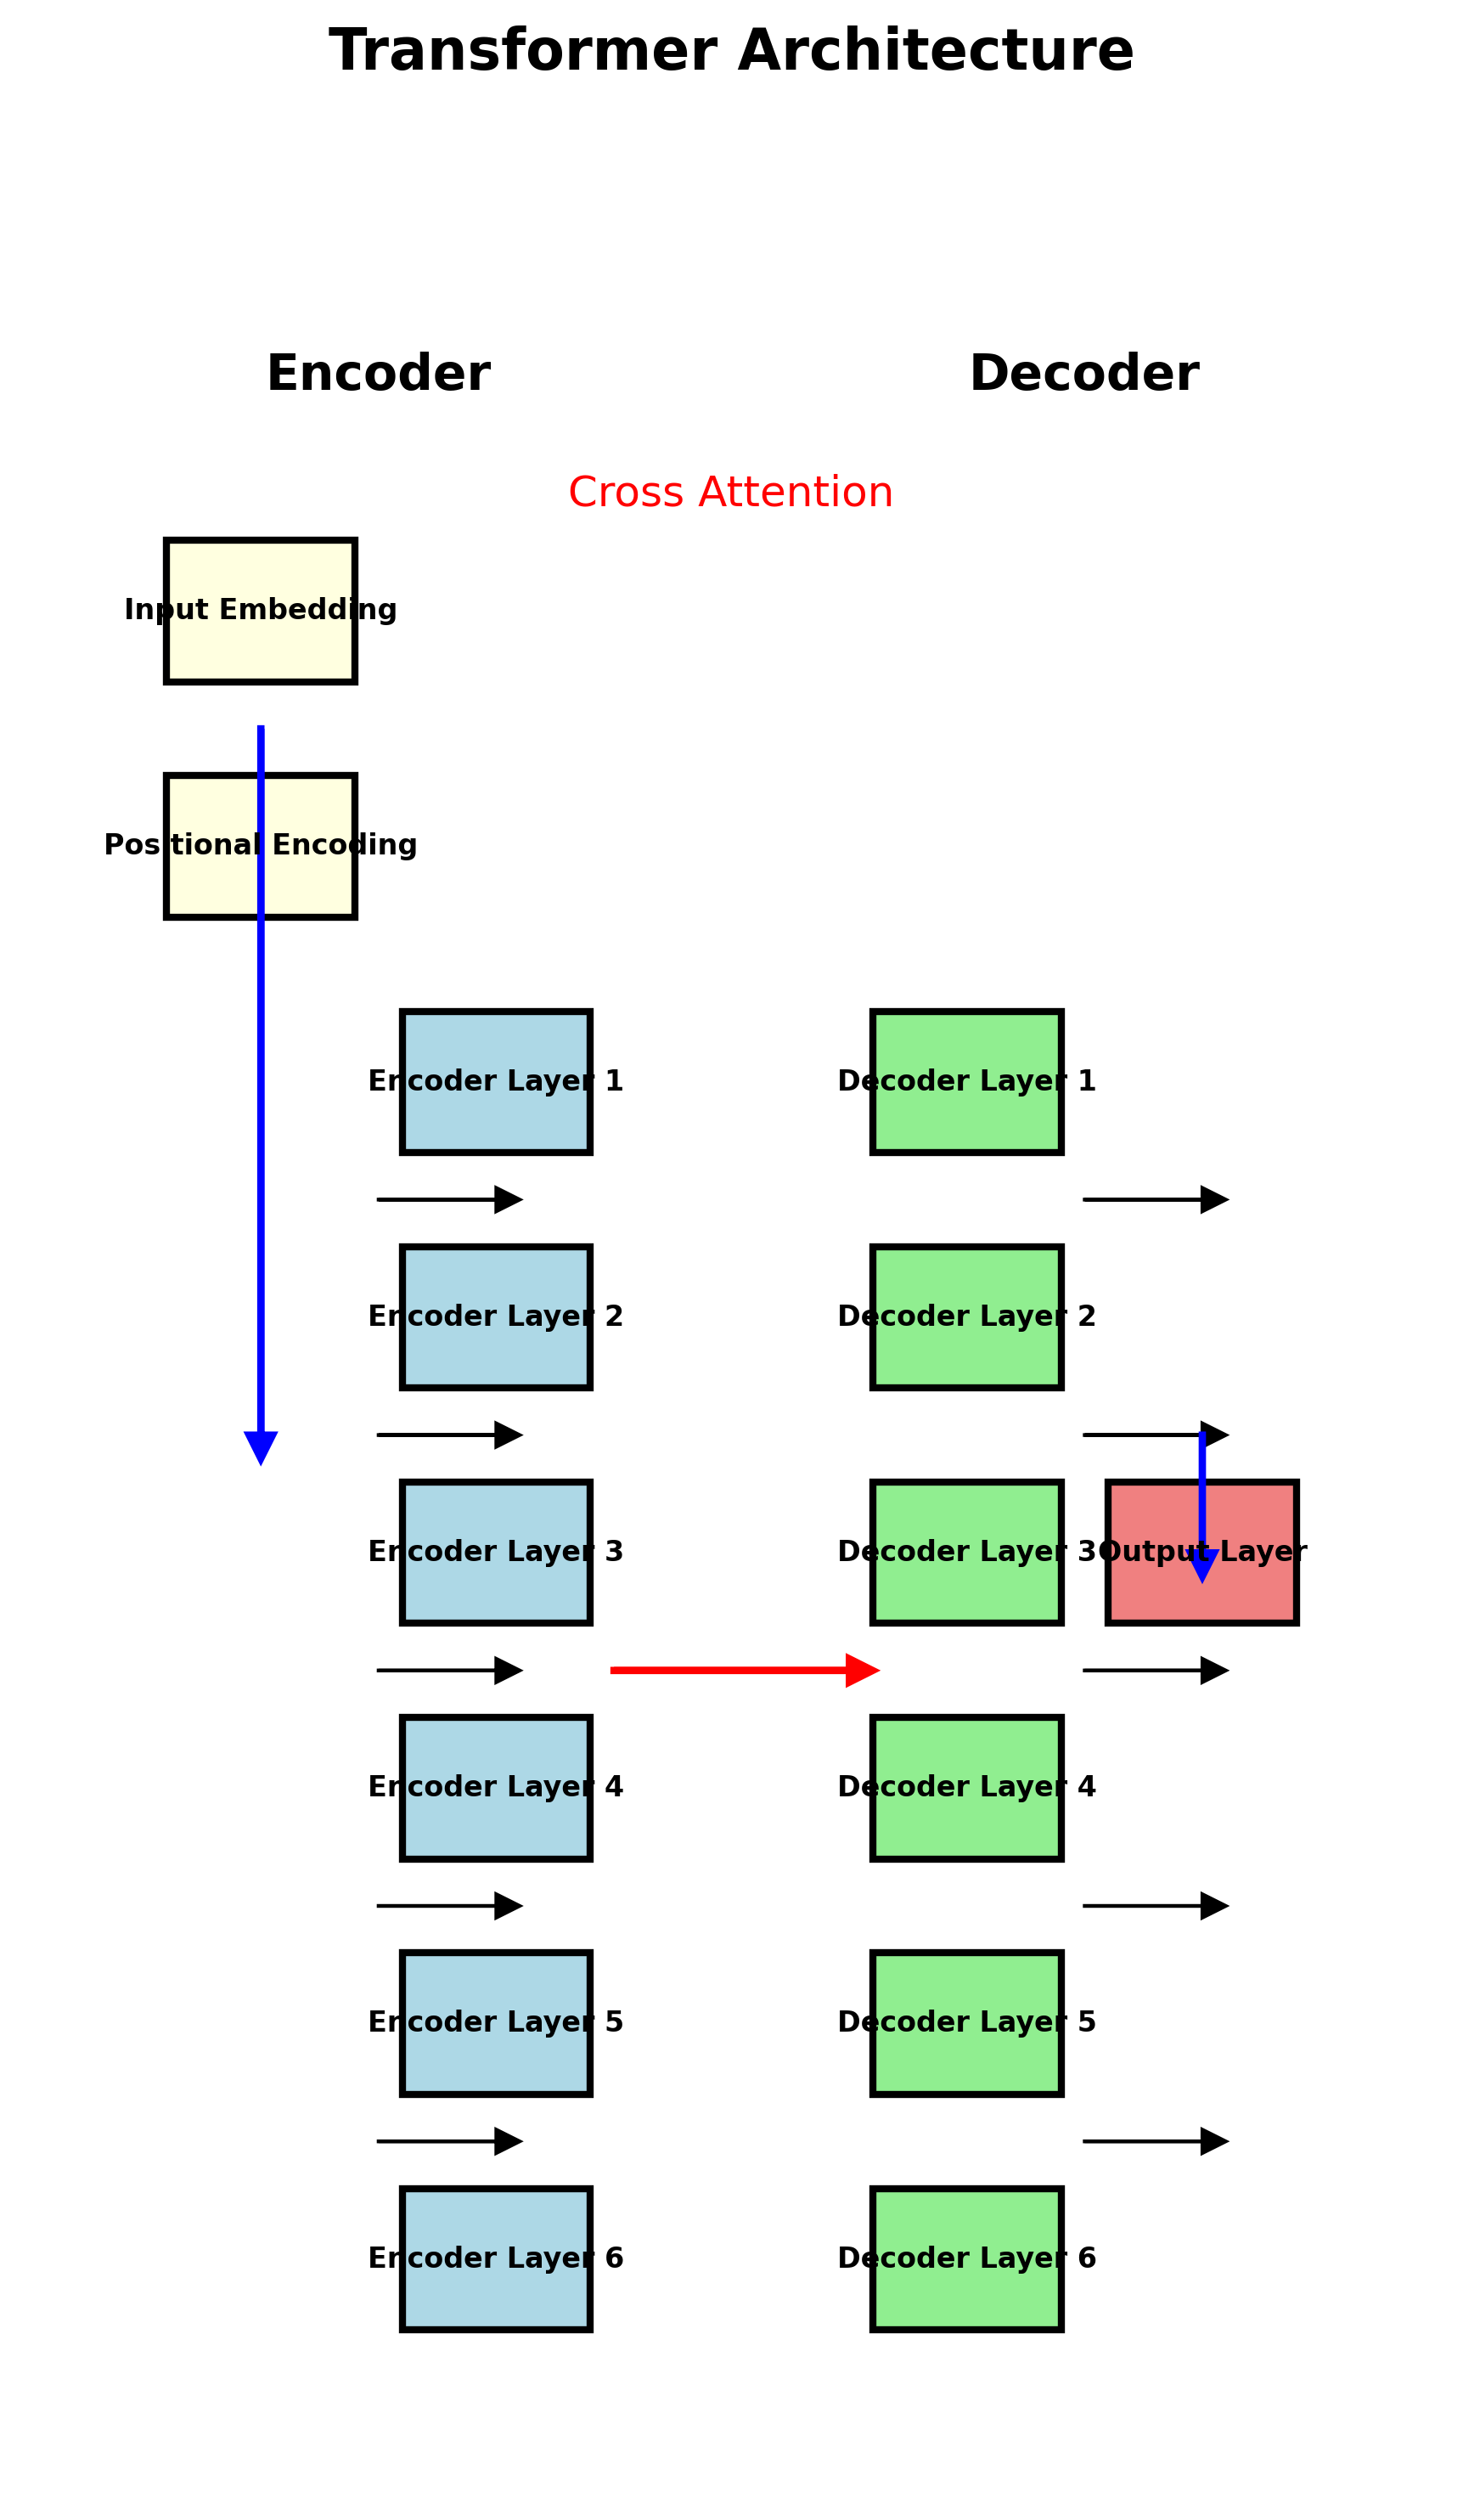 Transformer Architecture
Encoder
Decoder
Cross Attention
Input Embedding
Positional Encoding
Encoder Layer 1
Decoder Layer 1
Encoder Layer 2
Decoder Layer 2
Encoder Layer 3
Decoder Layer 3
Output Layer
Encoder Layer 4
Decoder Layer 4
Encoder Layer 5
Decoder Layer 5
Encoder Layer 6
Decoder Layer 6